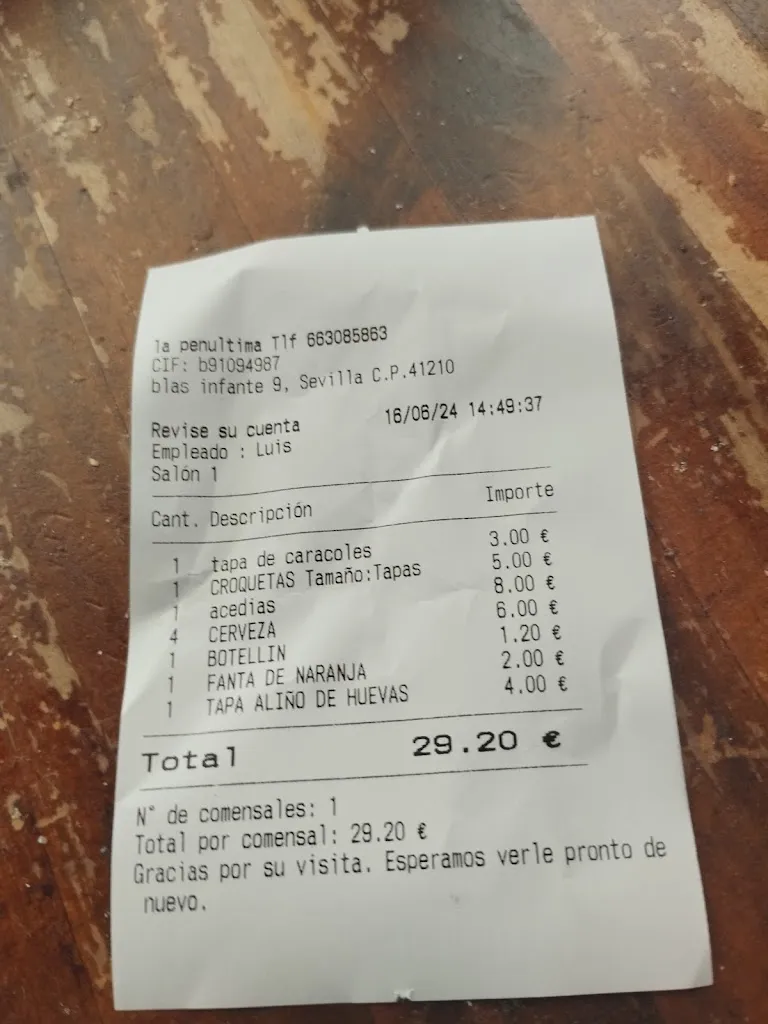 la penultima Tlf 663085863
CIF: b91094987
blas infante 9, Sevilla C.P.41210
Revise su cuenta 16/06/24 14:49:37
Empleado : Luis
Salón 1
Cant. Descripción Importe
1 tapa de caracoles 3.00 €
1 CROQUETAS Tamaño:Tapas 5.00 €
1 acedias 8.00 €
4 CERVEZA 6.00 €
1 BOTELLIN 1.20 €
1 FANTA DE NARANJA 2.00 €
1 TAPA ALIÑO DE HUEVAS 4.00 €
Total 29.20 €
N° de comensales: 1
Total por comensal: 29.20 €
Gracias por su visita. Esperamos verle pronto de
nuevo.